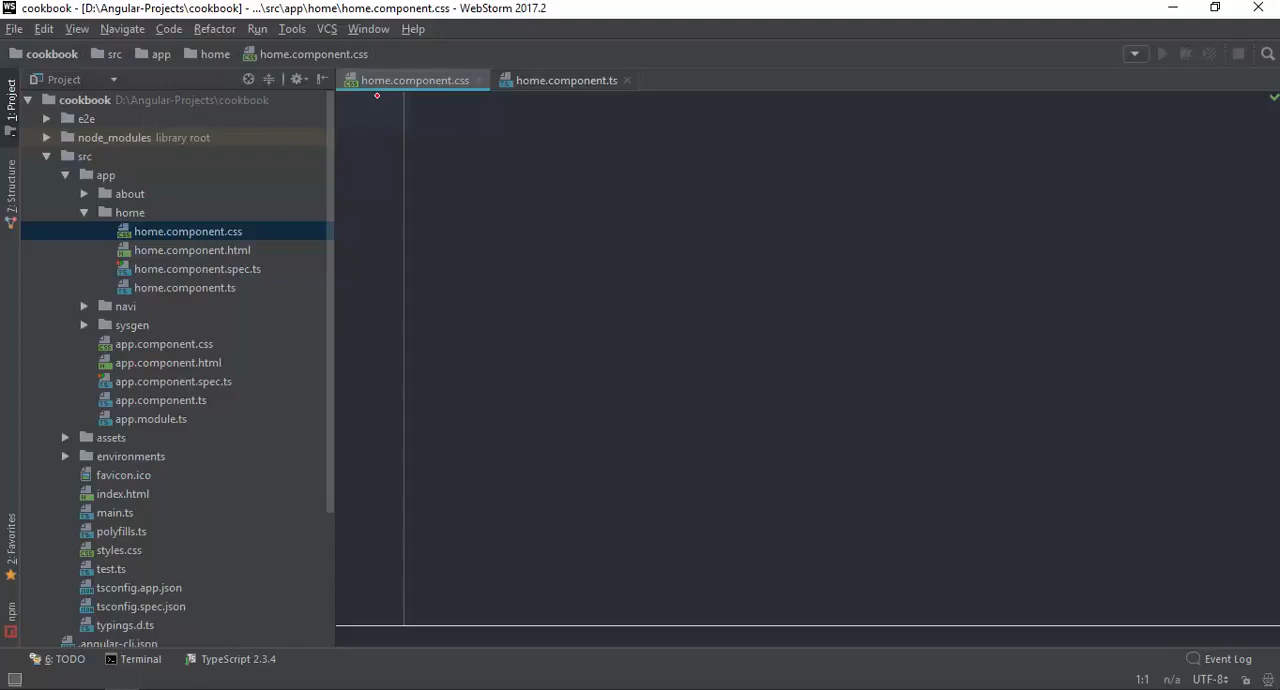 WS cookbook - [D:\Angular-Projects\cookbook] - ...\src\app\home\home.component.css - WebStorm 2017.2
File Edit View Navigate Code Refactor Run Tools VCS Window Help
cookbook src app home home.component.css
Project home.component.css home.component.ts
1: Project
cookbook D:\Angular-Projects\cookbook
e2e
node_modules library root
src
app
about
home
home.component.css
home.component.html
home.component.spec.ts
home.component.ts
navi
sysgen
app.component.css
app.component.html
app.component.spec.ts
app.component.ts
app.module.ts
assets
environments
favicon.ico
index.html
main.ts
polyfills.ts
styles.css
test.ts
tsconfig.app.json
tsconfig.spec.json
typings.d.ts
.angular-cli.json
7: Structure
2: Favorites
npm
6: TODO Terminal TypeScript 2.3.4 Event Log
1:1 n/a UTF-8